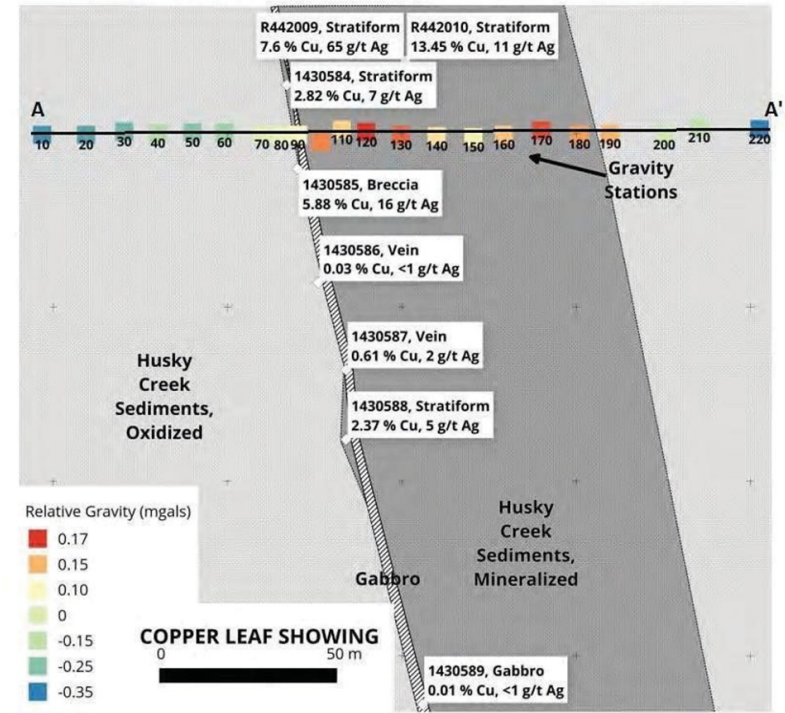 R442009, Stratiform
7.6 % Cu, 65 g/t Ag
R442010, Stratiform
13.45 % Cu, 11 g/t Ag
1430584, Stratiform
2.82 % Cu, 7 g/t Ag
A
A'
10 20 30 40 50 60 70 80 90 110 120 130 140 150 160 170 180 190 200 210 220
Gravity
Stations
1430585, Breccia
5.88 % Cu, 16 g/t Ag
1430586, Vein
0.03 % Cu, <1 g/t Ag
1430587, Vein
0.61 % Cu, 2 g/t Ag
1430588, Stratiform
2.37 % Cu, 5 g/t Ag
Husky
Creek
Sediments,
Oxidized
Husky
Creek
Sediments,
Mineralized
Gabbro
Relative Gravity (mgals)
0.17
0.15
0.10
0
-0.15
-0.25
-0.35
COPPER LEAF SHOWING
0 50 m
1430589, Gabbro
0.01 % Cu, <1 g/t Ag